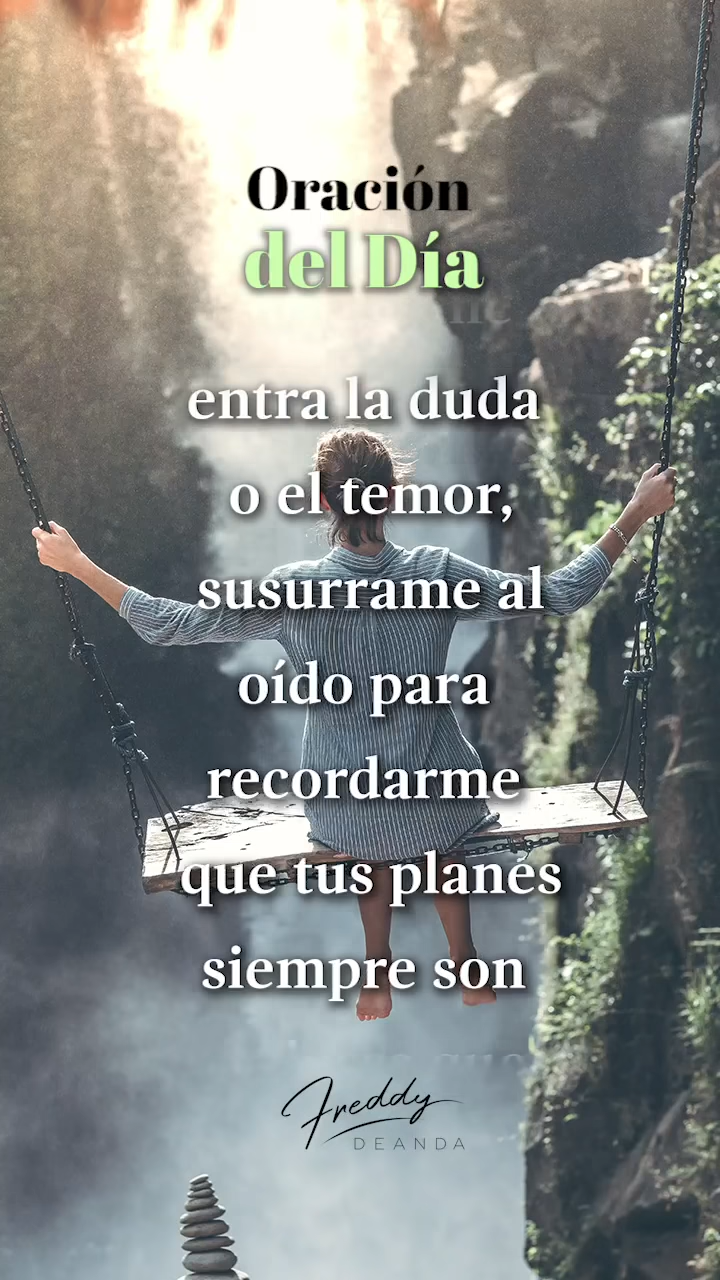 Oración
del Día
entra la duda
o el temor,
susurrame al
oído para
recordarme
que tus planes
siempre son
Freddy
DEANDA